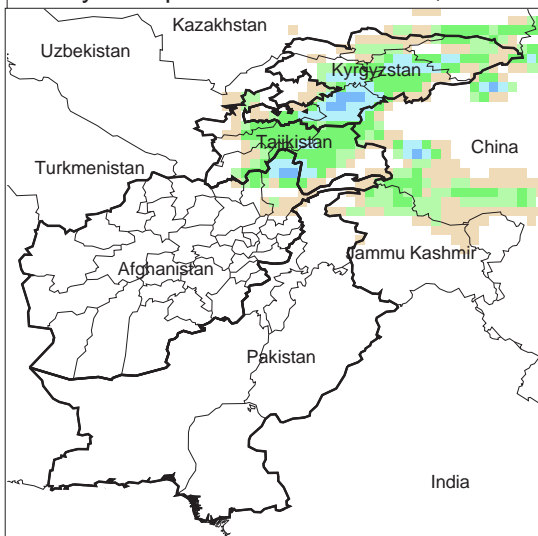 Kazakhstan
Uzbekistan
Kyrgyzstan
Tajikistan
China
Turkmenistan
Jammu Kashmir
Afghanistan
Pakistan
India